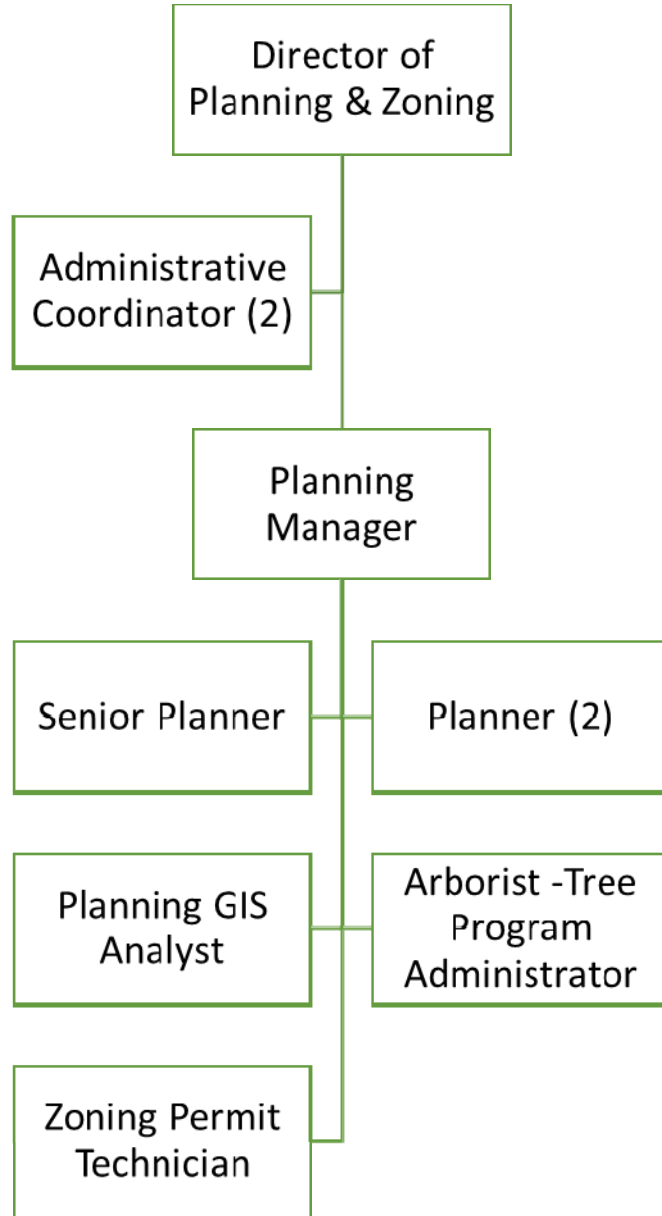 Director of
Planning & Zoning
Administrative
Coordinator (2)
Planning
Manager
Senior Planner
Planner (2)
Planning GIS
Analyst
Arborist -Tree
Program
Administrator
Zoning Permit
Technician